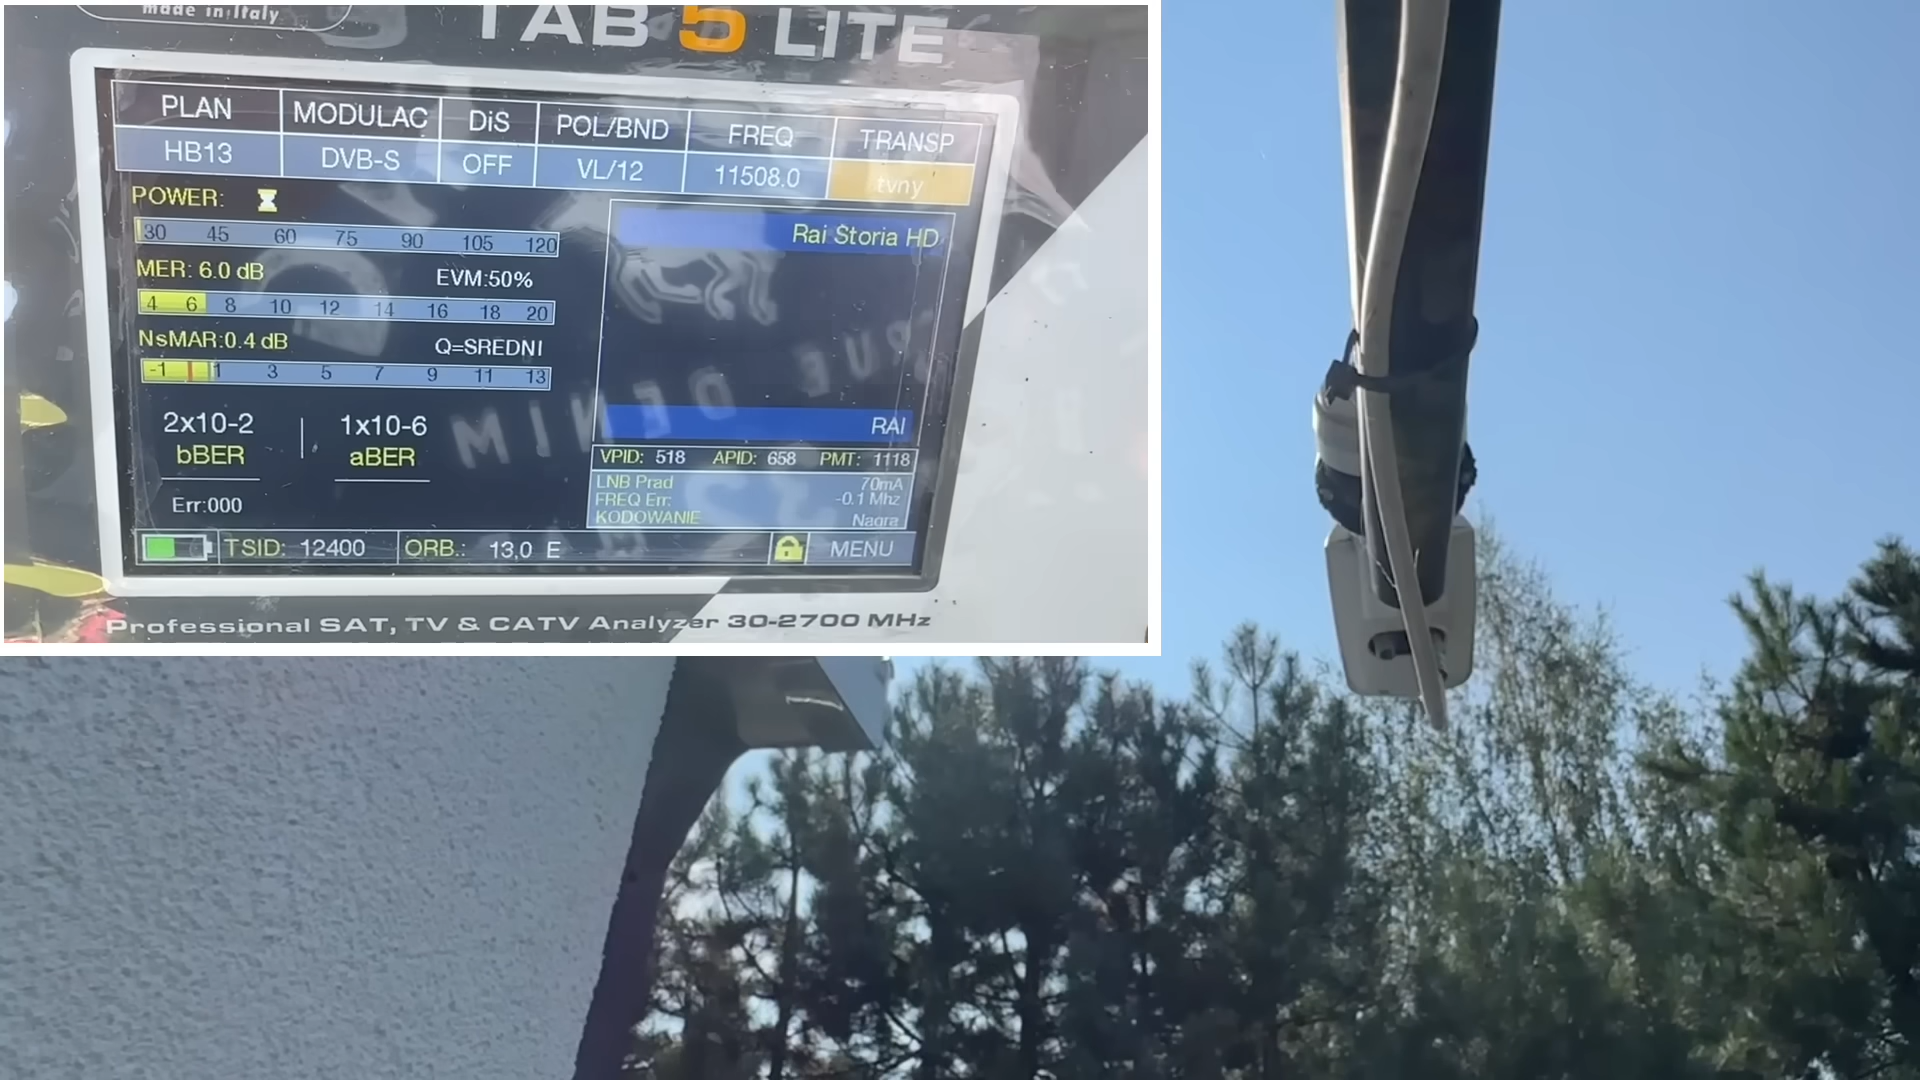 made in Italy
TAB 5 LITE
PLAN MODULAC DiS POL/BND FREQ TRANSP
HB13 DVB-S OFF VL/12 11508.0 tvny
POWER:
30 45 60 75 90 105 120
MER: 6.0 dB EVM:50%
4 6 8 10 12 14 16 18 20
NsMAR:0.4 dB Q=SREDNI
-1 1 3 5 7 9 11 13
2x10-2 1x10-6
bBER aBER
Err:000
Rai Storia HD
RAI
VPID: 518 APID: 658 PMT: 1118
LNB Prad 70mA
FREQ Err: -0.1 Mhz
KODOWANIE Nagra
TSID: 12400 ORB.: 13,0 E MENU
Professional SAT, TV & CATV Analyzer 30-2700 MHz